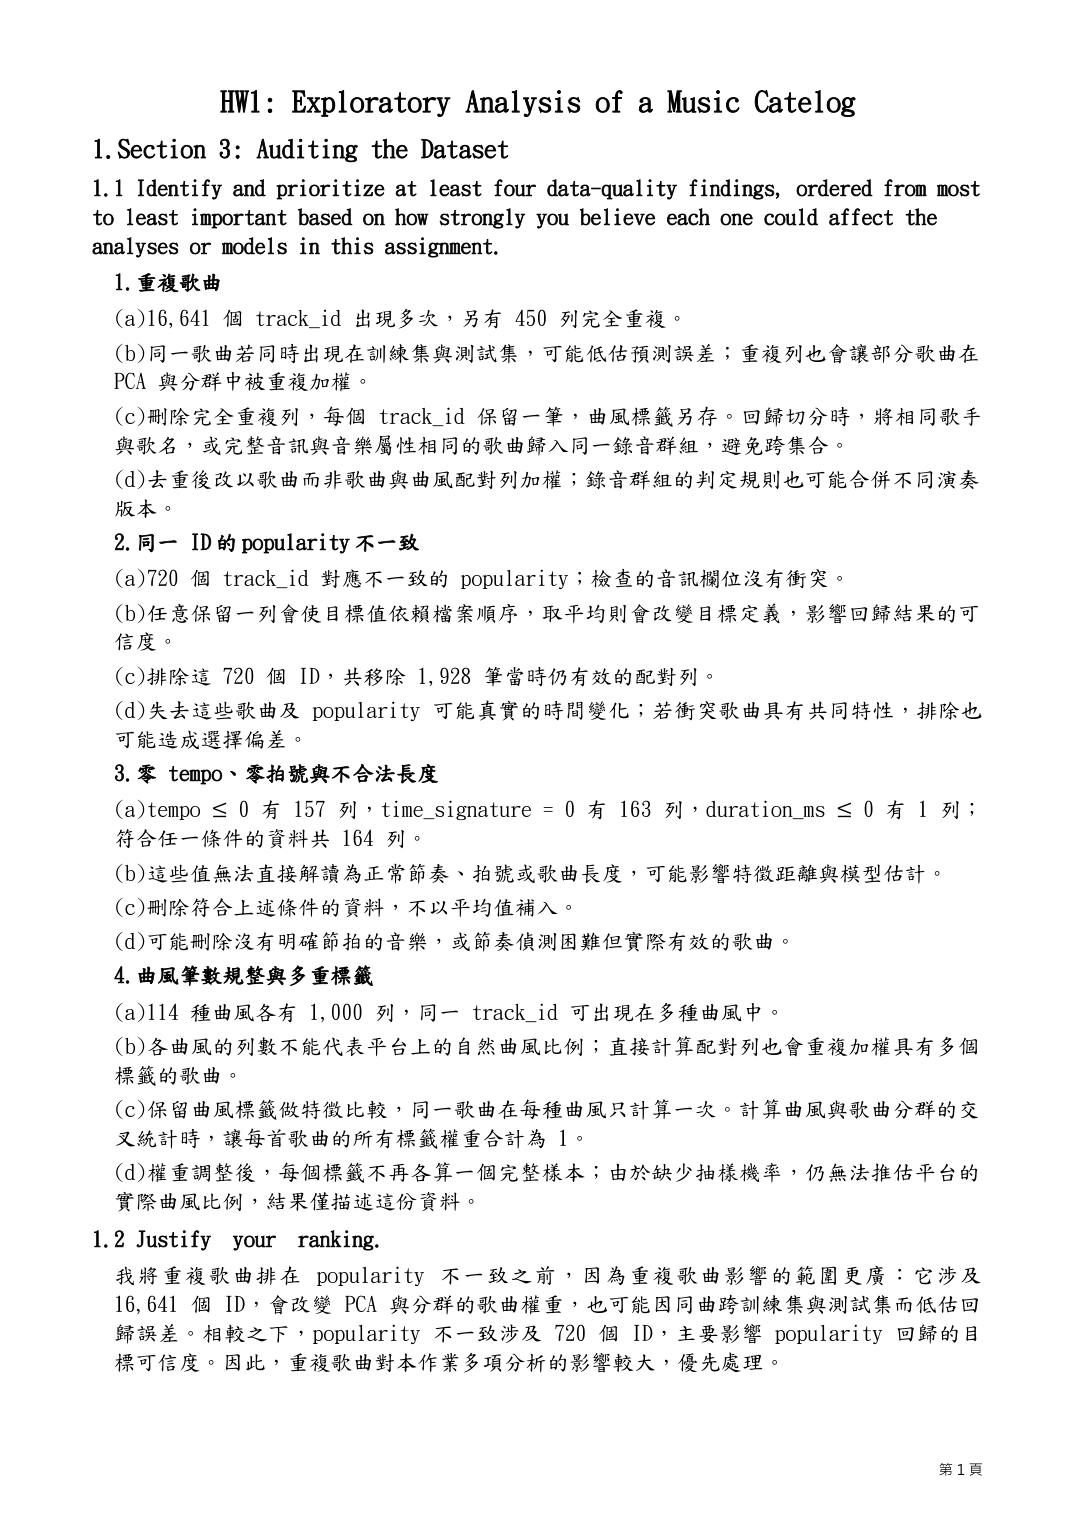 HW1: Exploratory Analysis of a Music Catelog
1.Section 3: Auditing the Dataset
1.1 Identify and prioritize at least four data-quality findings, ordered from most
to least important based on how strongly you believe each one could affect the
analyses or models in this assignment.
1.重複歌曲
(a)16,641 個 track_id 出現多次，另有 450 列完全重複。
(b)同一歌曲若同時出現在訓練集與測試集，可能低估預測誤差；重複列也會讓部分歌曲在
PCA 與分群中被重複加權。
(c)刪除完全重複列，每個 track_id 保留一筆，曲風標籤另存。回歸切分時，將相同歌手
與歌名，或完整音訊與音樂屬性相同的歌曲歸入同一錄音群組，避免跨集合。
(d)去重後改以歌曲而非歌曲與曲風配對列加權；錄音群組的判定規則也可能合併不同演奏
版本。
2.同一 ID的popularity不一致
(a)720 個 track_id 對應不一致的 popularity；檢查的音訊欄位沒有衝突。
(b)任意保留一列會使目標值依賴檔案順序，取平均則會改變目標定義，影響回歸結果的可
信度。
(c)排除這 720 個 ID，共移除 1,928 筆當時仍有效的配對列。
(d)失去這些歌曲及 popularity 可能真實的時間變化；若衝突歌曲具有共同特性，排除也
可能造成選擇偏差。
3.零 tempo、零拍號與不合法長度
(a)tempo ≤ 0 有 157 列，time_signature = 0 有 163 列，duration_ms ≤ 0 有 1 列；
符合任一條件的資料共 164 列。
(b)這些值無法直接解讀為正常節奏、拍號或歌曲長度，可能影響特徵距離與模型估計。
(c)刪除符合上述條件的資料，不以平均值補入。
(d)可能刪除沒有明確節拍的音樂，或節奏偵測困難但實際有效的歌曲。
4.曲風筆數規整與多重標籤
(a)114 種曲風各有 1,000 列，同一 track_id 可出現在多種曲風中。
(b)各曲風的列數不能代表平台上的自然曲風比例；直接計算配對列也會重複加權具有多個
標籤的歌曲。
(c)保留曲風標籤做特徵比較，同一歌曲在每種曲風只計算一次。計算曲風與歌曲分群的交
叉統計時，讓每首歌曲的所有標籤權重合計為 1。
(d)權重調整後，每個標籤不再各算一個完整樣本；由於缺少抽樣機率，仍無法推估平台的
實際曲風比例，結果僅描述這份資料。
1.2 Justify your ranking.
我將重複歌曲排在 popularity 不一致之前，因為重複歌曲影響的範圍更廣：它涉及
16,641 個 ID，會改變 PCA 與分群的歌曲權重，也可能因同曲跨訓練集與測試集而低估回
歸誤差。相較之下，popularity 不一致涉及 720 個 ID，主要影響 popularity 回歸的目
標可信度。因此，重複歌曲對本作業多項分析的影響較大，優先處理。
第 1 頁